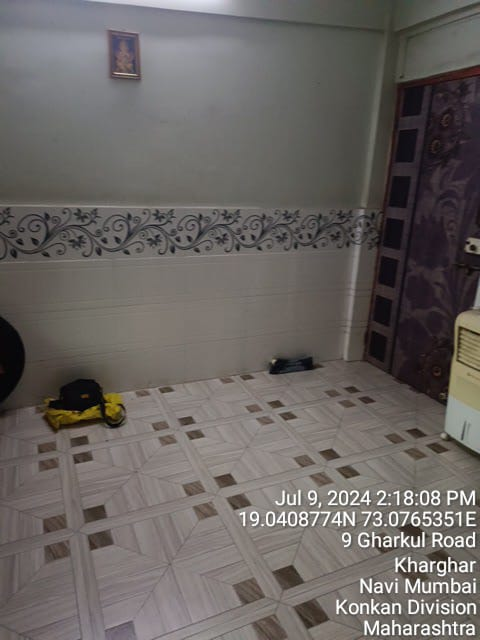 Jul 9, 2024 2:18:08 PM
19.0408774N 73.0765351E
9 Gharkul Road
Kharghar
Navi Mumbai
Konkan Division
Maharashtra